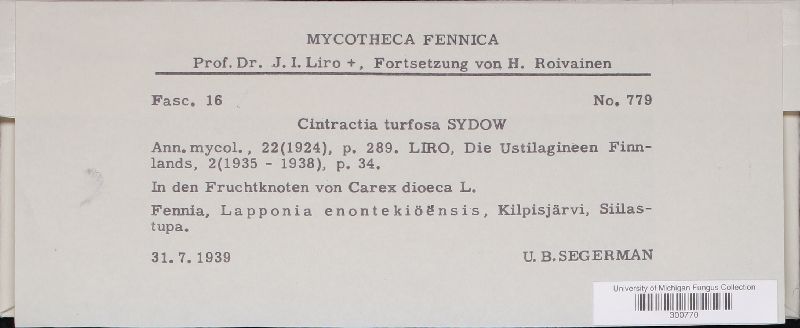 MYCOTHECA FENNICA
Prof. Dr. J. I. Liro +, Fortsetzung von H. Roivainen
Fasc. 16 No. 779
Cintractia turfosa SYDOW
Ann. mycol., 22(1924), p. 289. LIRO, Die Ustilagineen Finn-
lands, 2(1935 - 1938), p. 34.
In den Fruchtknoten von Carex dioeca L.
Fennia, Lapponia enontekiöënsis, Kilpisjärvi, Siilas-
tupa.
31. 7. 1939 U. B. SEGERMAN
University of Michigan Fungus Collection
300770